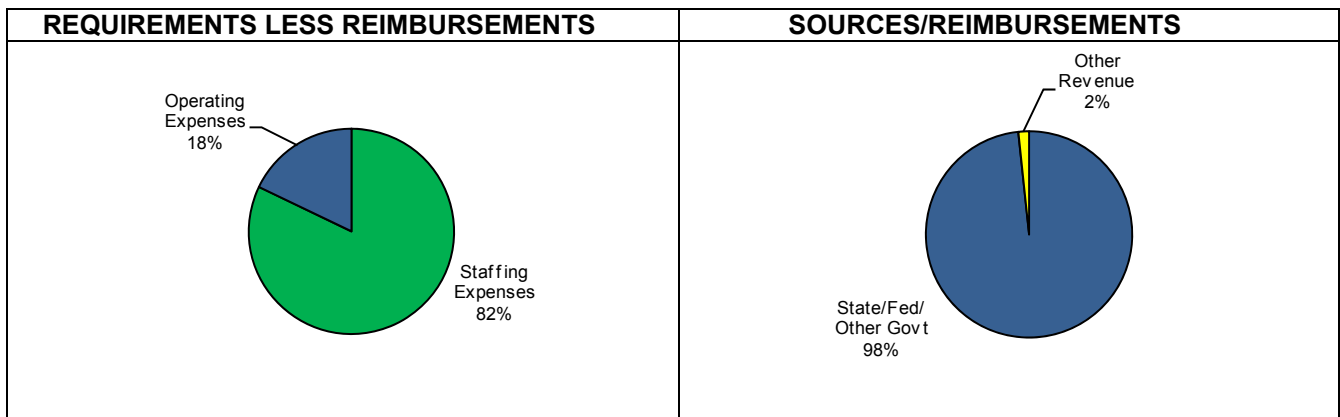 REQUIREMENTS LESS REIMBURSEMENTS
Operating
Expenses
18%
Staffing
Expenses
82%
SOURCES/REIMBURSEMENTS
Other
Revenue
2%
State/Fed/
Other Govt
98%